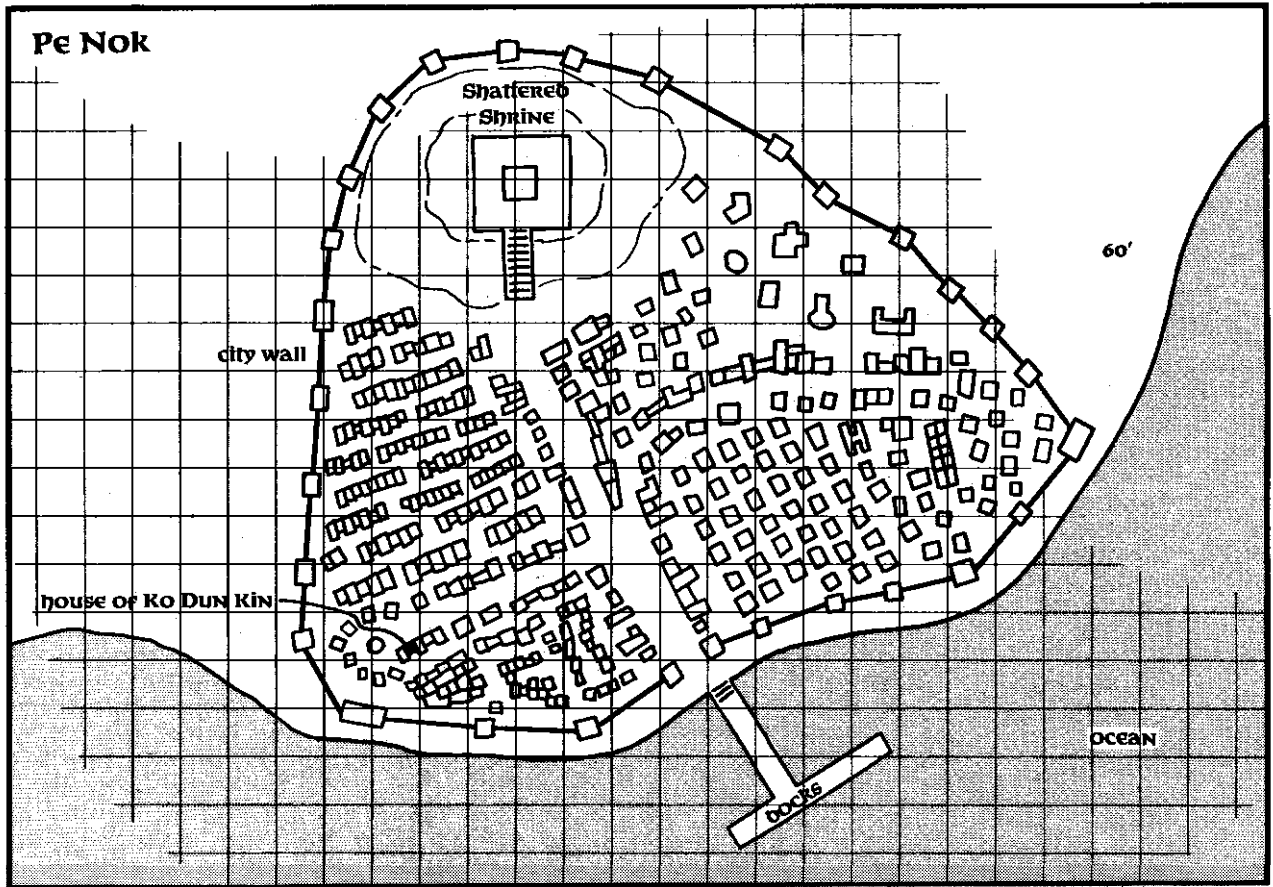 Pe Nok
Shattered
Shrine
60'
city wall
house of Ko Dun Kin
ocean
docks